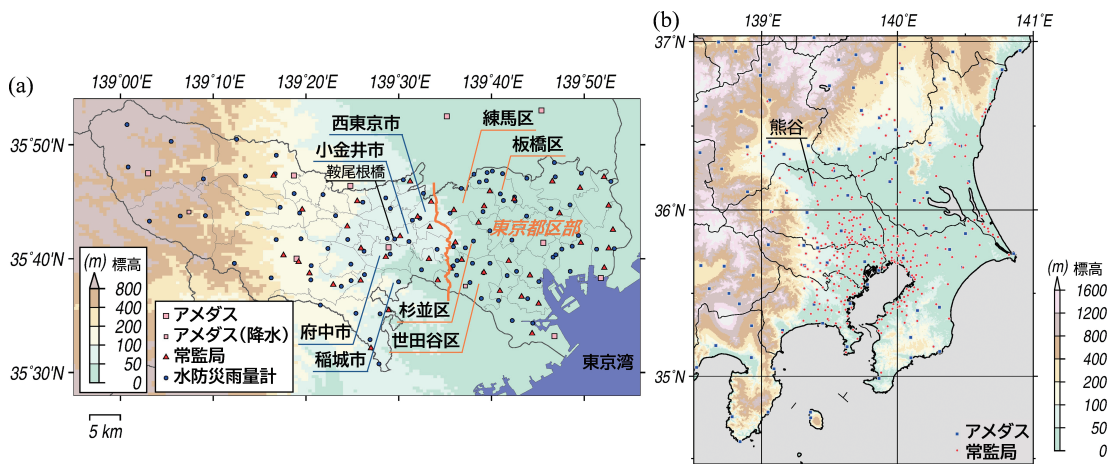 (a)
139°00'E 139°10'E 139°20'E 139°30'E 139°40'E 139°50'E
35°50'N
35°40'N
35°30'N
西東京市
小金井市
鞍尾根橋
練馬区
板橋区
東京都区部
杉並区
世田谷区
府中市
稲城市
東京湾
(m) 標高
800
400
200
100
50
0
アメダス
アメダス(降水)
常監局
水防災雨量計
5 km
(b)
139°E 140°E 141°E
37°N
36°N
35°N
熊谷
アメダス
常監局
(m) 標高
1600
1200
800
400
200
100
50
0